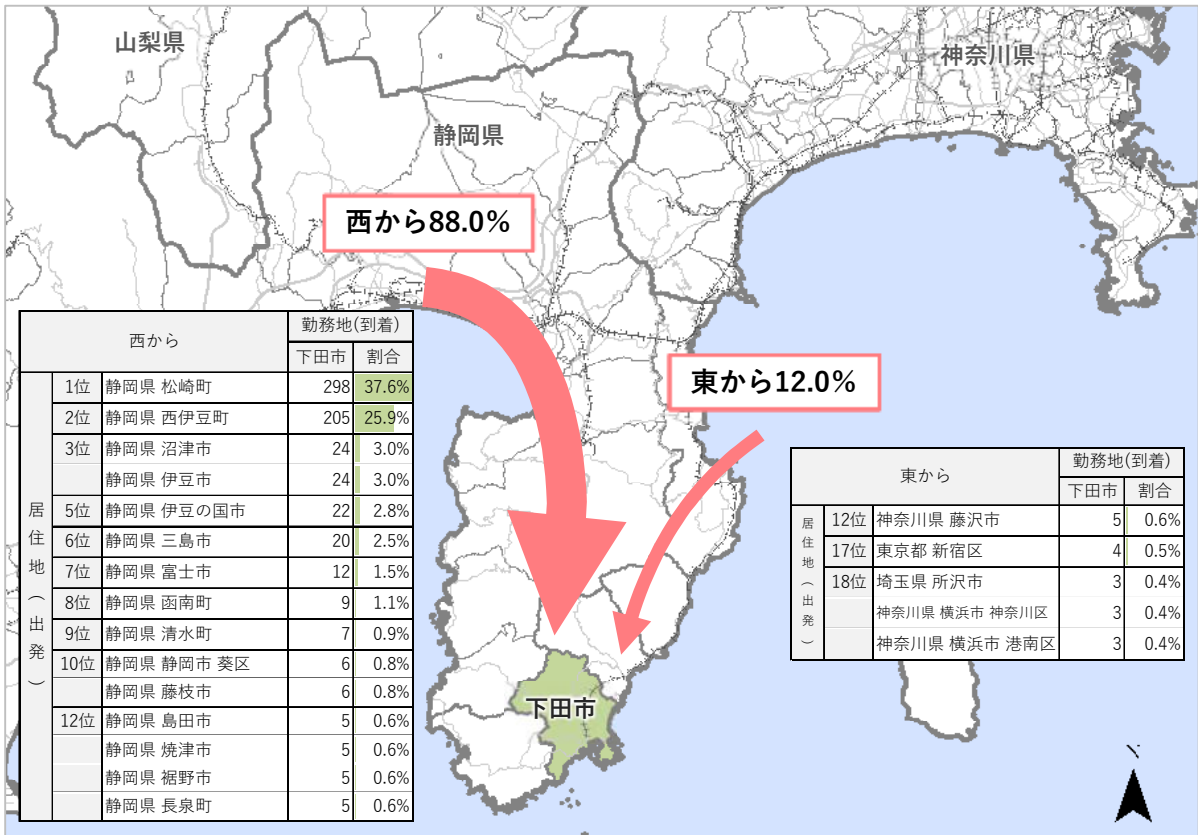 山梨県
神奈川県
静岡県
西から88.0%
東から12.0%
西から 勤務地(到着)
下田市 割合
居住地(出発)
1位 静岡県 松崎町 298 37.6%
2位 静岡県 西伊豆町 205 25.9%
3位 静岡県 沼津市 24 3.0%
静岡県 伊豆市 24 3.0%
5位 静岡県 伊豆の国市 22 2.8%
6位 静岡県 三島市 20 2.5%
7位 静岡県 富士市 12 1.5%
8位 静岡県 函南町 9 1.1%
9位 静岡県 清水町 7 0.9%
10位 静岡県 静岡市 葵区 6 0.8%
静岡県 藤枝市 6 0.8%
12位 静岡県 島田市 5 0.6%
静岡県 焼津市 5 0.6%
静岡県 裾野市 5 0.6%
静岡県 長泉町 5 0.6%
東から 勤務地(到着)
下田市 割合
居住地(出発)
12位 神奈川県 藤沢市 5 0.6%
17位 東京都 新宿区 4 0.5%
18位 埼玉県 所沢市 3 0.4%
神奈川県 横浜市 神奈川区 3 0.4%
神奈川県 横浜市 港南区 3 0.4%
下田市